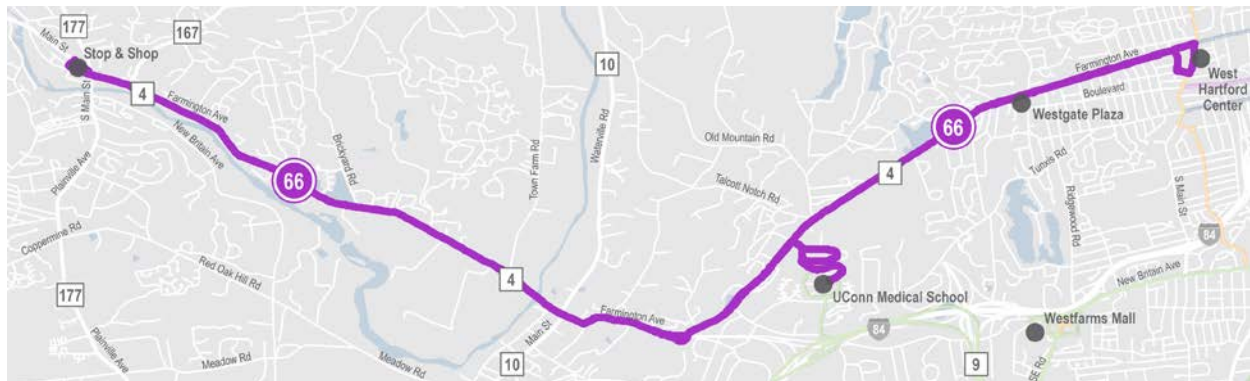 177
167
Main St
Stop & Shop
4
S Main St
Farmington Ave
New Britain Ave
Plainville Ave
66
Brickyard Rd
Coppermine Rd
Red Oak Hill Rd
177
Plainville Ave
Meadow Rd
Meadow Rd
10
Town Farm Rd
Waterville Rd
4
Main St
10
Farmington Ave
Old Mountain Rd
Talcott Notch Rd
4
66
UConn Medical School
84
9
Westfarms Mall
SE Rd
New Britain Ave
84
Farmington Ave
Boulevard
Westgate Plaza
West
Hartford
Center
Tunxis Rd
Ridgewood Rd
S Main St